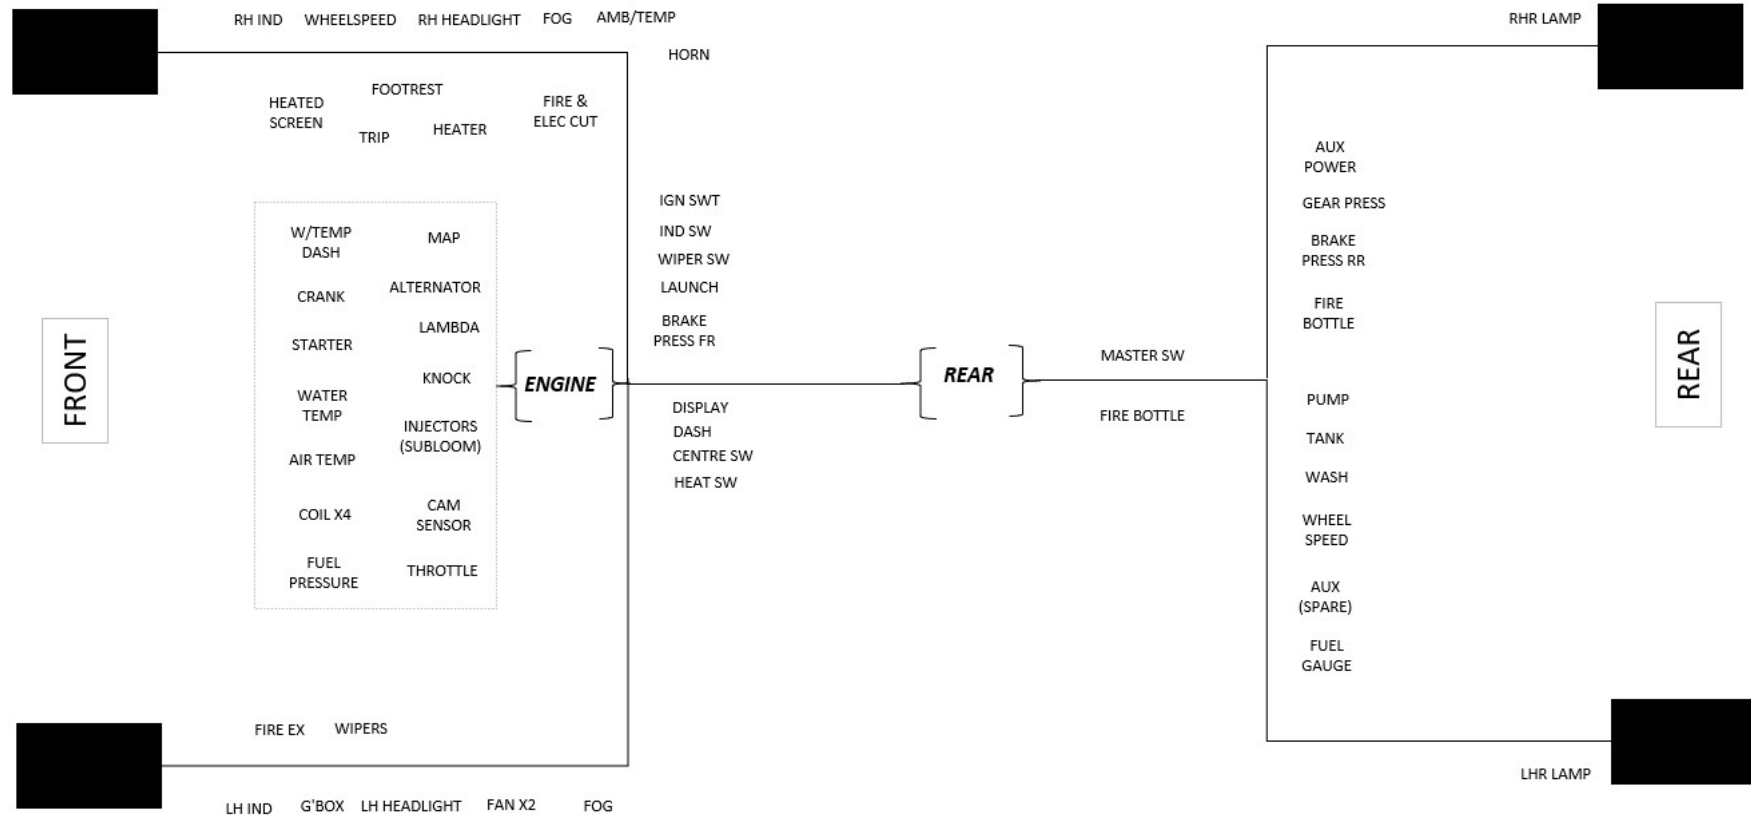 RH IND
WHEELSPEED
RH HEADLIGHT
FOG
AMB/TEMP
HORN
RHR LAMP
FOOTREST
HEATED
SCREEN
TRIP
HEATER
FIRE &
ELEC CUT
FRONT
W/TEMP
DASH
CRANK
STARTER
WATER
TEMP
AIR TEMP
COIL X4
FUEL
PRESSURE
MAP
ALTERNATOR
LAMBDA
KNOCK
INJECTORS
(SUBLOOM)
CAM
SENSOR
THROTTLE
ENGINE
IGN SWT
IND SW
WIPER SW
LAUNCH
BRAKE
PRESS FR
DISPLAY
DASH
CENTRE SW
HEAT SW
REAR
MASTER SW
FIRE BOTTLE
AUX
POWER
GEAR PRESS
BRAKE
PRESS RR
FIRE
BOTTLE
PUMP
TANK
WASH
WHEEL
SPEED
AUX
(SPARE)
FUEL
GAUGE
REAR
FIRE EX
WIPERS
LH IND
G'BOX
LH HEADLIGHT
FAN X2
FOG
LHR LAMP